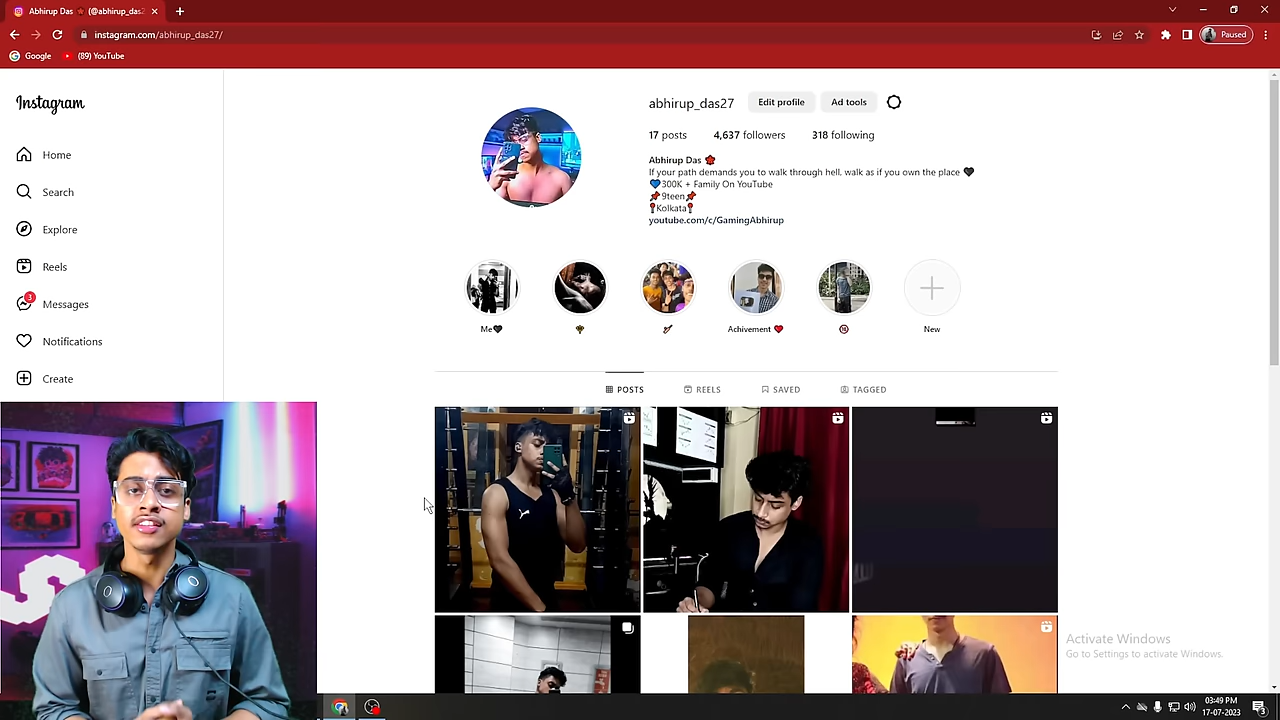 Abhirup Das
(@abhirup_das2
instagram.com/abhirup_das27/
Paused
Google
(89) YouTube
Instagram
Home
Search
Explore
Reels
3
Messages
Notifications
Create
abhirup_das27
Edit profile
Ad tools
17 posts
4,637 followers
318 following
Abhirup Das
If your path demands you to walk through hell, walk as if you own the place 🖤
💙300K + Family On YouTube
📌9teen📌
📍Kolkata📍
youtube.com/c/GamingAbhirup
Me🖤
Achivement ❤️
New
POSTS
REELS
SAVED
TAGGED
Activate Windows
Go to Settings to activate Windows.
03:49 PM
17-07-2023
3